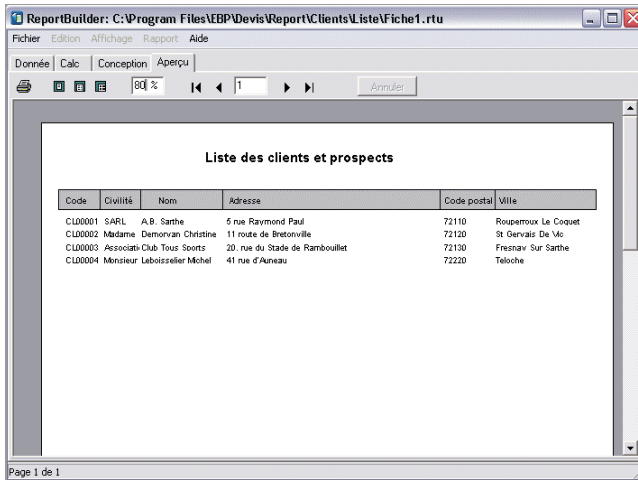 ReportBuilder: C:\Program Files\EBP\Devis\Report\Clients\Liste\Fiche1.rtu
Fichier Edition Affichage Rapport Aide
Donnée Calc Conception Aperçu
80 % 1 Annuler
Liste des clients et prospects
Code Civilité Nom Adresse Code postal Ville
CL00001 SARL A.B. Sarthe 5 rue Raymond Paul 72110 Rouperroux Le Coquet
CL00002 Madame Demorvan Christine 11 route de Bretonville 72120 St Gervais De Vic
CL00003 Associati Club Tous Sports 20, rue du Stade de Rambouillet 72130 Fresnay Sur Sarthe
CL00004 Monsieur Leboisselier Michel 41 rue d'Auneau 72220 Teloche
Page 1 de 1